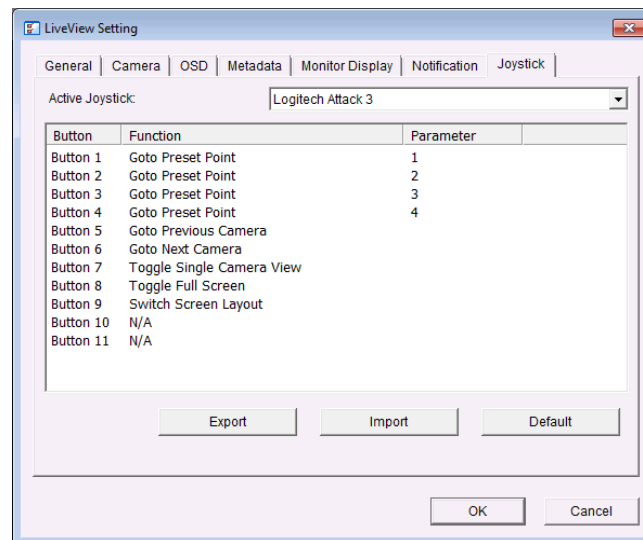 LiveView Setting
General Camera OSD Metadata Monitor Display Notification Joystick
Active Joystick: Logitech Attack 3
Button Function Parameter
Button 1 Goto Preset Point 1
Button 2 Goto Preset Point 2
Button 3 Goto Preset Point 3
Button 4 Goto Preset Point 4
Button 5 Goto Previous Camera
Button 6 Goto Next Camera
Button 7 Toggle Single Camera View
Button 8 Toggle Full Screen
Button 9 Switch Screen Layout
Button 10 N/A
Button 11 N/A
Export Import Default
OK Cancel